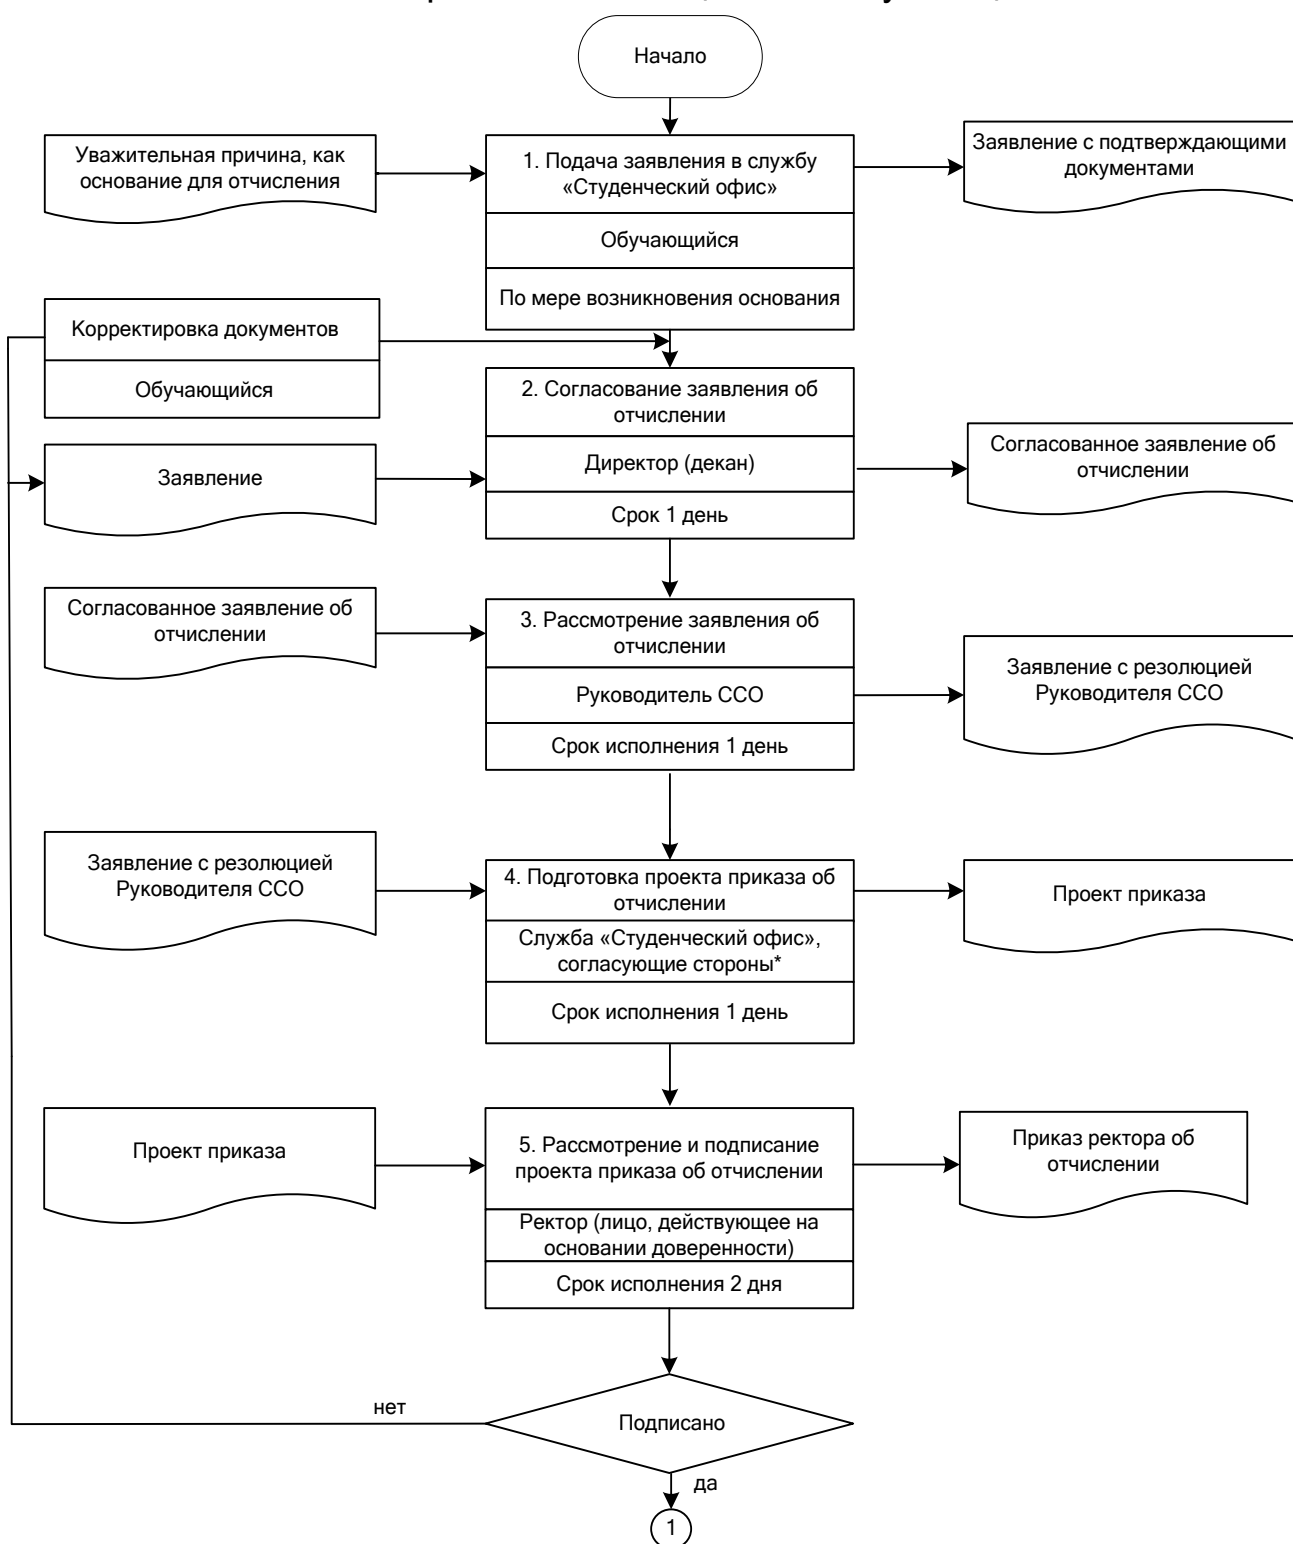 Начало
Уважительная причина, как
основание для отчисления
1. Подача заявления в службу
«Студенческий офис»
Обучающийся
По мере возникновения основания
Заявление с подтверждающими
документами
Корректировка документов
Обучающийся
2. Согласование заявления об
отчислении
Директор (декан)
Срок 1 день
Заявление
Согласованное заявление об
отчислении
Согласованное заявление об
отчислении
3. Рассмотрение заявления об
отчислении
Руководитель ССО
Срок исполнения 1 день
Заявление с резолюцией
Руководителя ССО
Заявление с резолюцией
Руководителя ССО
4. Подготовка проекта приказа об
отчислении
Служба «Студенческий офис»,
согласующие стороны*
Срок исполнения 1 день
Проект приказа
Проект приказа
5. Рассмотрение и подписание
проекта приказа об отчислении
Ректор (лицо, действующее на
основании доверенности)
Срок исполнения 2 дня
Приказ ректора об
отчислении
нет
Подписано
да
1